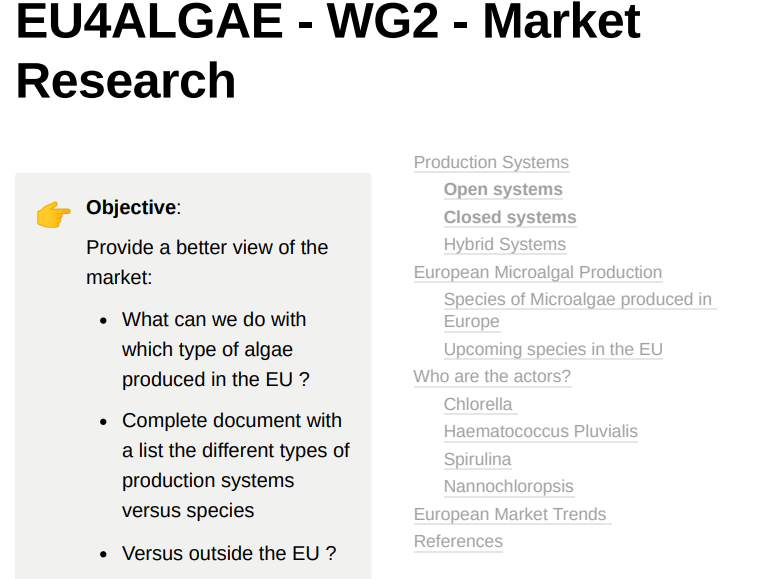 EU4ALGAE - WG2 - Market
Research
Objective:
Provide a better view of the
market:
• What can we do with
which type of algae
produced in the EU ?
• Complete document with
a list the different types of
production systems
versus species
• Versus outside the EU ?
Production Systems
Open systems
Closed systems
Hybrid Systems
European Microalgal Production
Species of Microalgae produced in
Europe
Upcoming species in the EU
Who are the actors?
Chlorella
Haematococcus Pluvialis
Spirulina
Nannochloropsis
European Market Trends
References